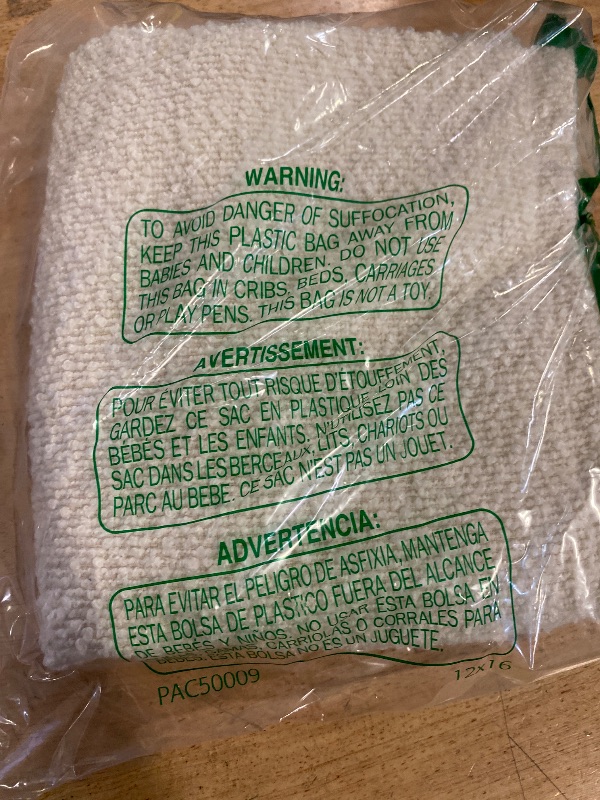 WARNING:
TO AVOID DANGER OF SUFFOCATION,
KEEP THIS PLASTIC BAG AWAY FROM
BABIES AND CHILDREN. DO NOT USE
THIS BAG IN CRIBS, BEDS, CARRIAGES
OR PLAY PENS. THIS BAG IS NOT A TOY.
AVERTISSEMENT:
POUR ÉVITER TOUT RISQUE D'ÉTOUFFEMENT,
GARDEZ CE SAC EN PLASTIQUE LOIN DES
BÉBÉS ET LES ENFANTS. N'UTILISEZ PAS CE
SAC DANS LES BERCEAUX, LITS, CHARIOTS OU
PARC AU BEBE. CE SAC N'EST PAS UN JOUET.
ADVERTENCIA:
PARA EVITAR EL PELIGRO DE ASFIXIA, MANTENGA
ESTA BOLSA DE PLASTICO FUERA DEL ALCANCE
DE BEBES Y NIÑOS. NO USAR ESTA BOLSA EN
CARRIOLAS O CORRALES PARA
BEBES. ESTA BOLSA NO ES UN JUGUETE.
PAC50009
12x16